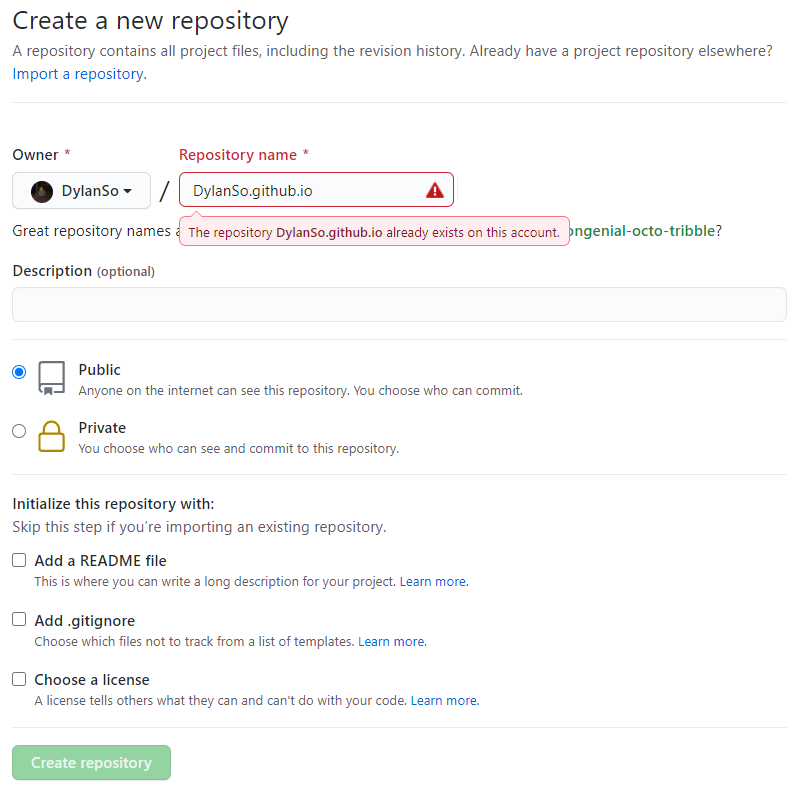 Create a new repository
A repository contains all project files, including the revision history. Already have a project repository elsewhere?
Import a repository.
Owner * Repository name *
DylanSo / DylanSo.github.io
The repository DylanSo.github.io already exists on this account.
Great repository names a ongenial-octo-tribble?
Description (optional)
Public
Anyone on the internet can see this repository. You choose who can commit.
Private
You choose who can see and commit to this repository.
Initialize this repository with:
Skip this step if you’re importing an existing repository.
Add a README file
This is where you can write a long description for your project. Learn more.
Add .gitignore
Choose which files not to track from a list of templates. Learn more.
Choose a license
A license tells others what they can and can't do with your code. Learn more.
Create repository